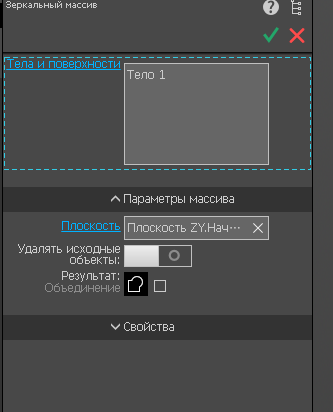 Зеркальный массив
Тела и поверхности
Тело 1
Параметры массива
Плоскость
Плоскость ZY.Нач···
Удалять исходные
объекты:
Результат:
Объединение
Свойства